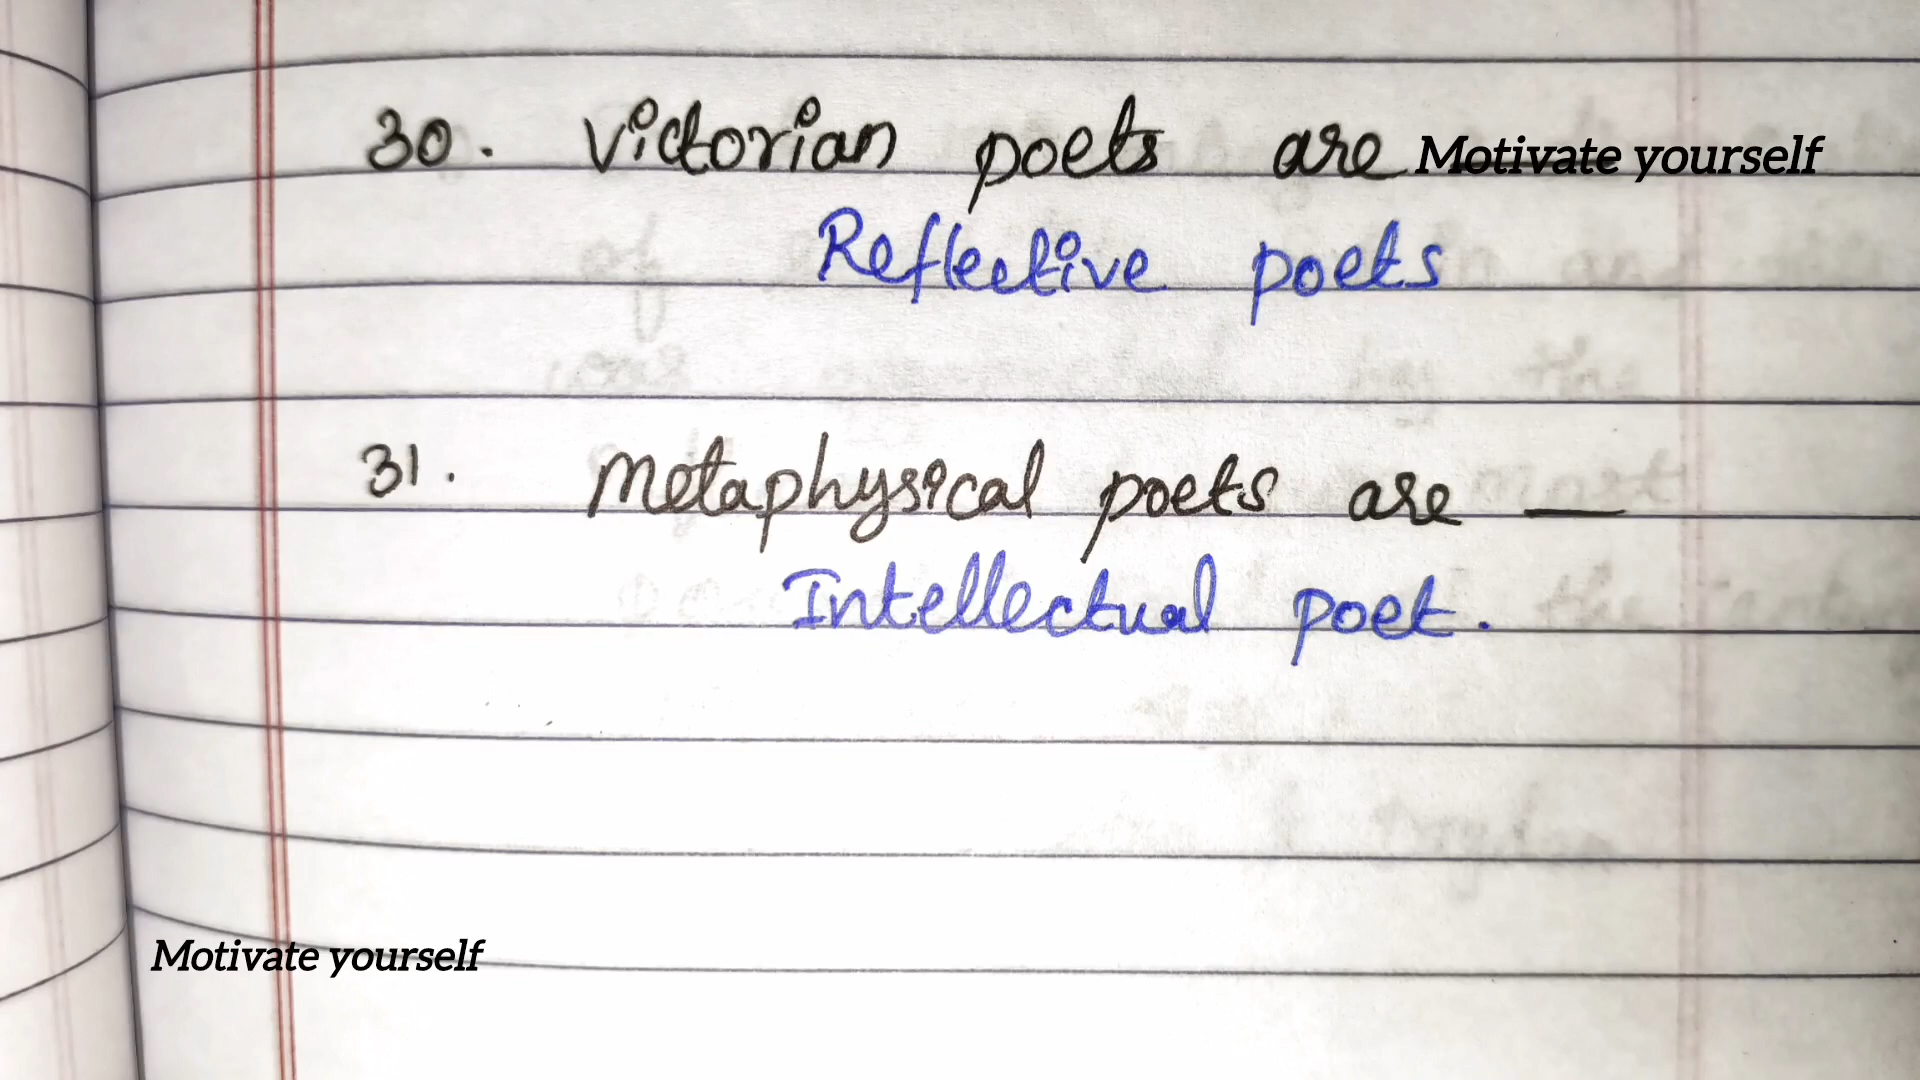 30. Victorian poets are Motivate yourself
Reflective poets
31. Metaphysical poets are —
Intellectual poet.
Motivate yourself